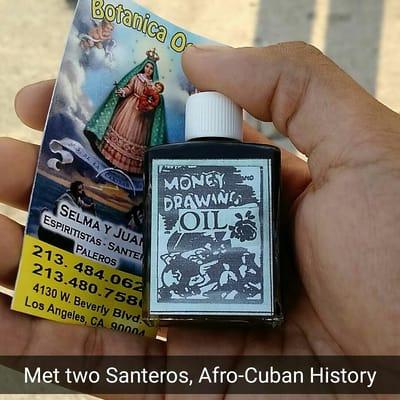 Botanica
SELMA Y JUAN
ESPIRITISTAS - SANTE
PALEROS
213. 484.062
213.480.758
4130 W. Beverly Blvd.
Los Angeles, CA. 90004
MONEY
DRAWING
OIL
Met two Santeros, Afro-Cuban History